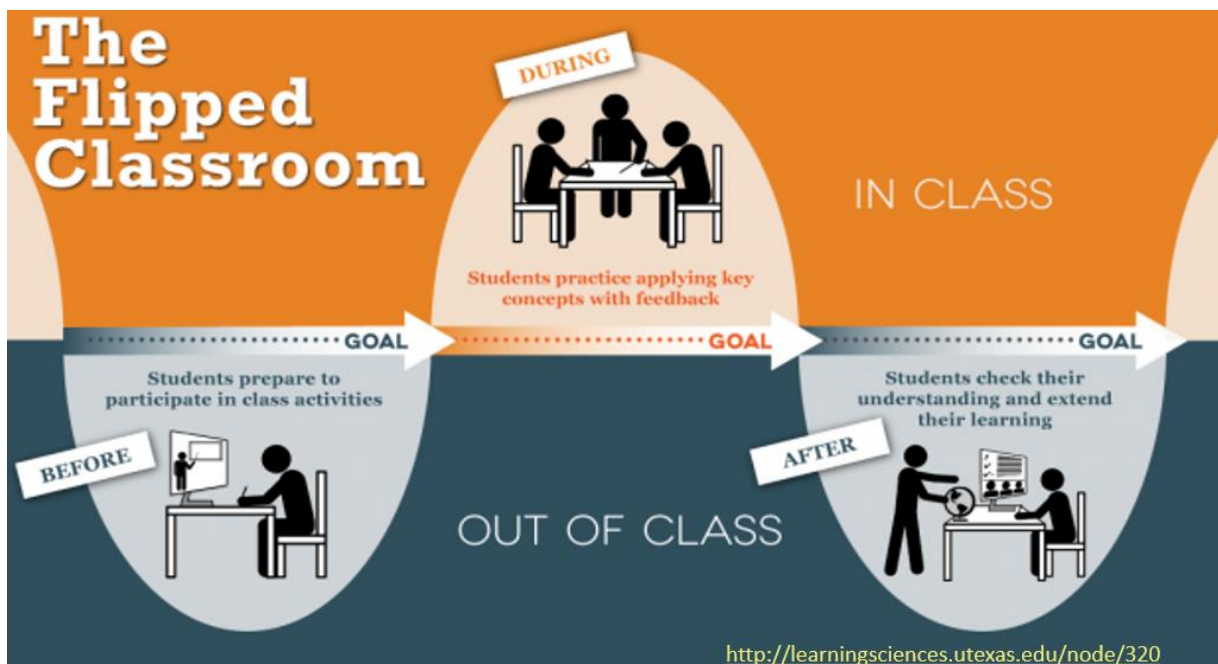 The
Flipped
Classroom
DURING
IN CLASS
Students practice applying key
concepts with feedback
GOAL
GOAL
GOAL
Students prepare to
participate in class activities
BEFORE
OUT OF CLASS
Students check their
understanding and extend
their learning
AFTER
http://learningsciences.utexas.edu/node/320